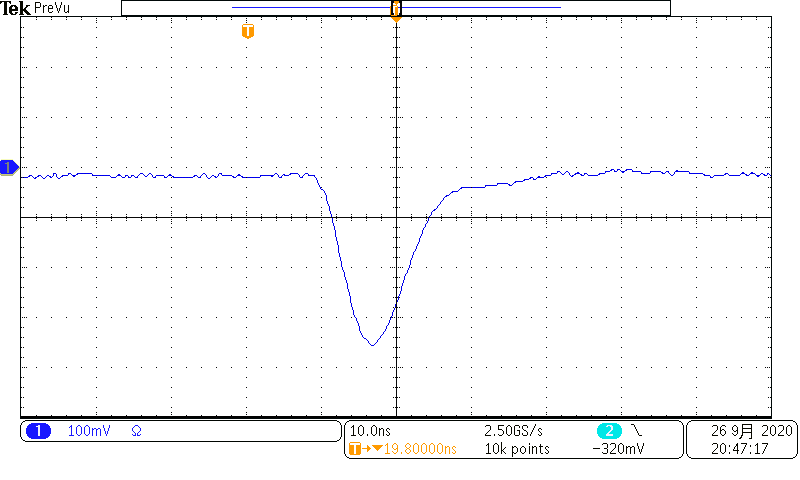 Tek PreVu
T
1
1 100mV Ω
10.0ns 2.50GS/s 2
T→▼19.80000ns 10k points −320mV
26 9月 2020
20:47:17